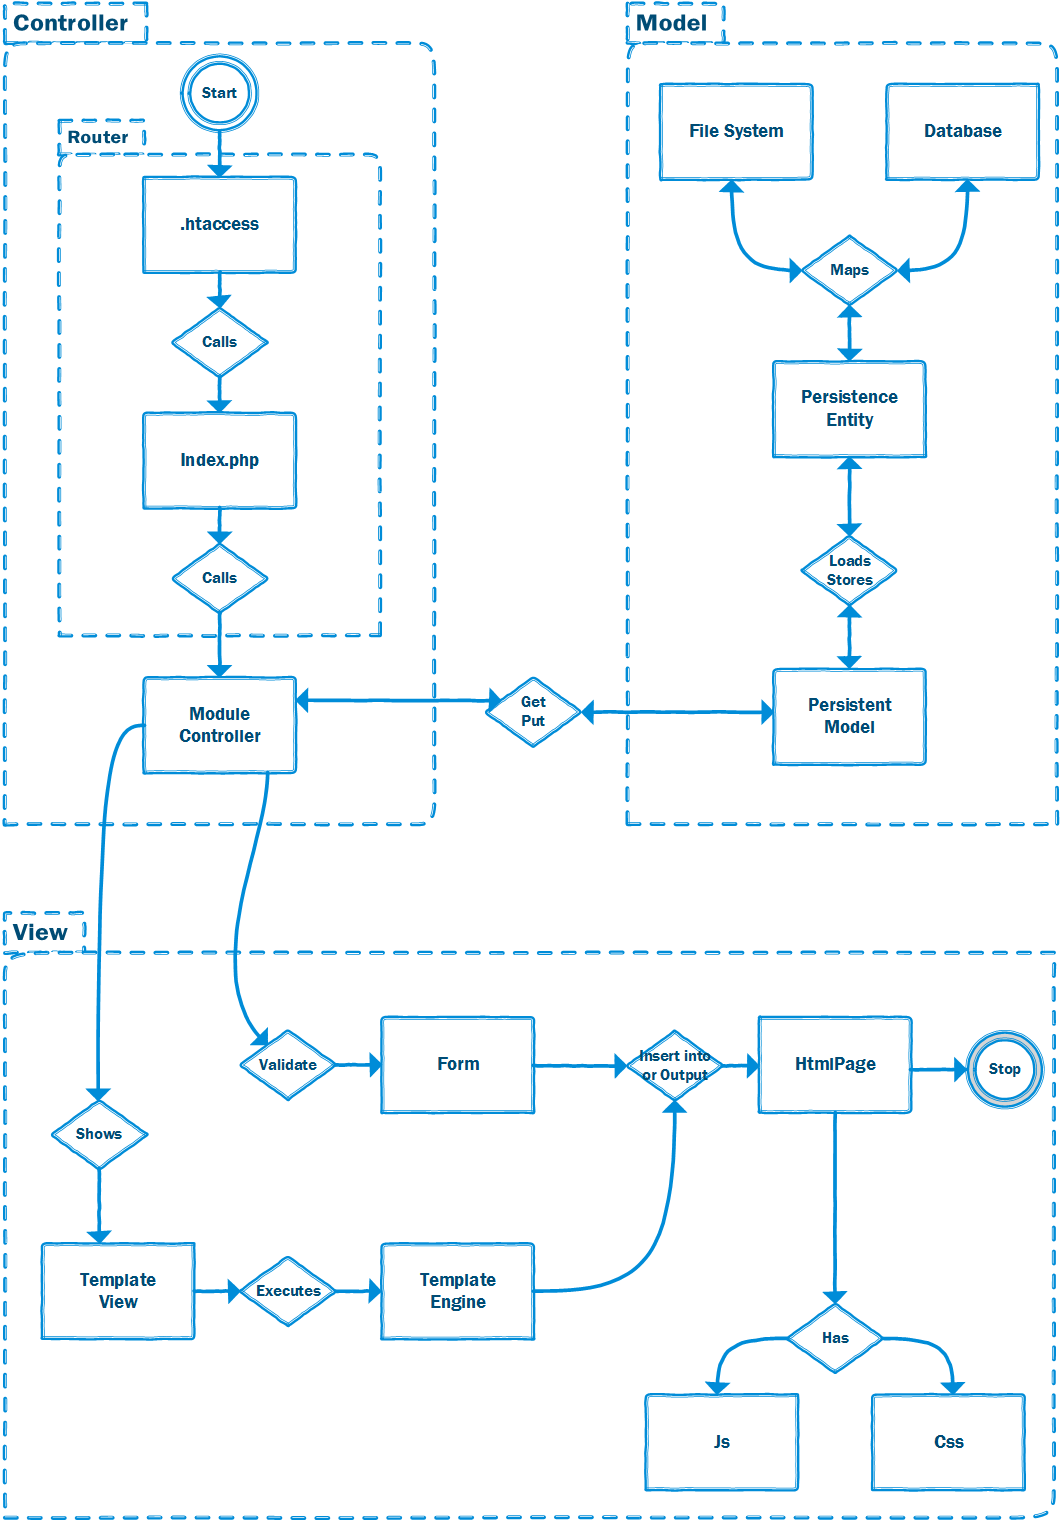 Controller
Start
Router
.htaccess
Calls
Index.php
Calls
Module
Controller
Get
Put
Model
File System
Database
Maps
Persistence
Entity
Loads
Stores
Persistent
Model
View
Validate
Form
Insert into
or Output
HtmlPage
Stop
Shows
Template
View
Executes
Template
Engine
Has
Js
Css